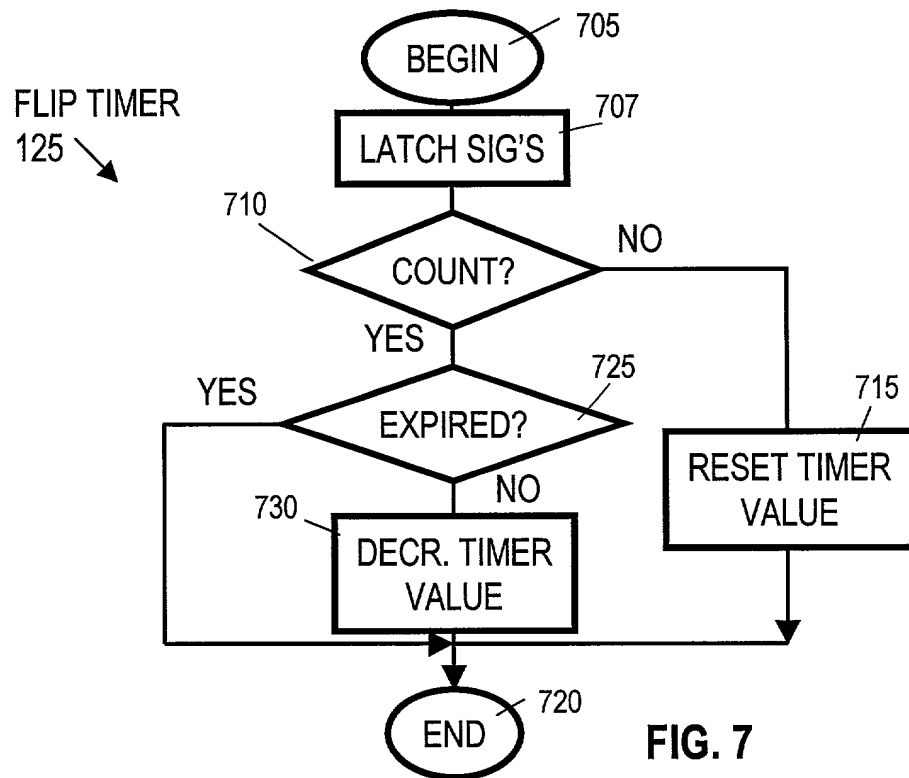 705
BEGIN
FLIP TIMER
125
707
LATCH SIG'S
710
NO
COUNT?
YES
YES
725
EXPIRED?
715
RESET TIMER
VALUE
NO
730
DECR. TIMER
VALUE
720
END
FIG. 7